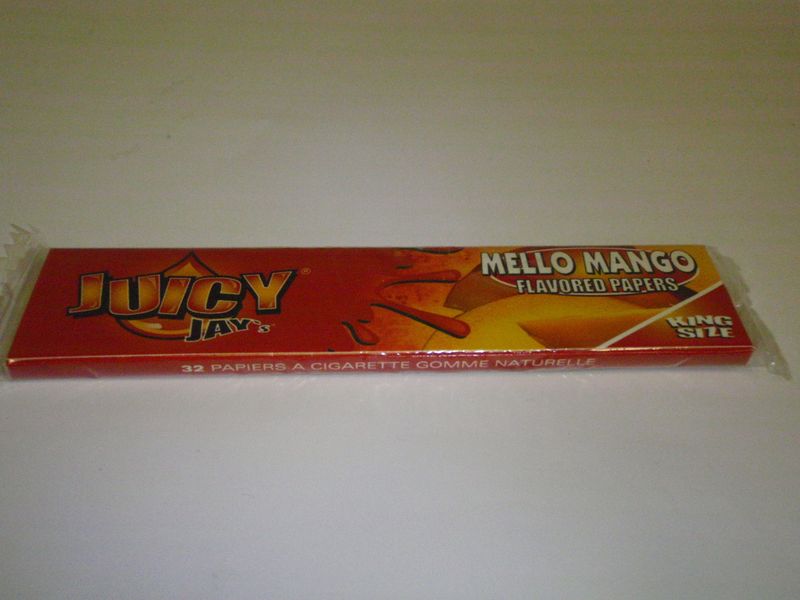 JUICY®
JAY's
MELLO MANGO
FLAVORED PAPERS
KING
SIZE
32 PAPIERS A CIGARETTE GOMME NATURELLE